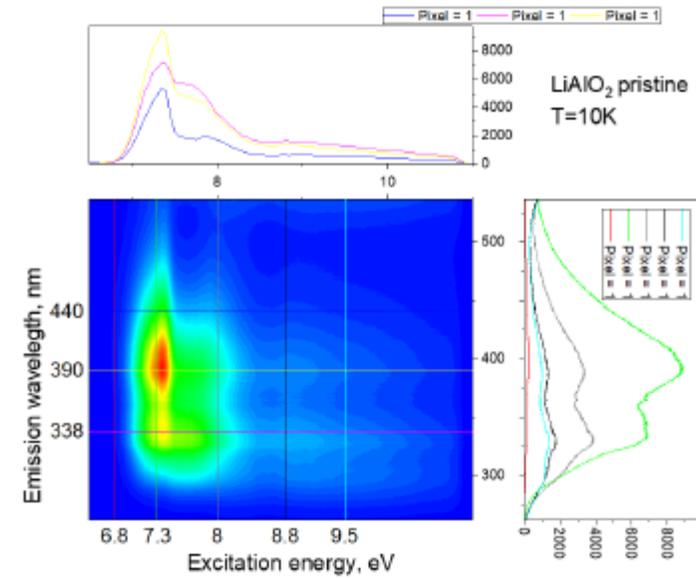 Pixel = 1 Pixel = 1 Pixel = 1
8000
6000
4000
2000
0
8 10
LiAlO₂ pristine
T=10K
Emission wavelegth, nm
440
390
338
500
400
300
6.8 7.3 8 8.8 9.5
Excitation energy, eV
Pixel = 1
Pixel = 1
Pixel = 1
Pixel = 1
Pixel = 1
0 2000 4000 6000 8000